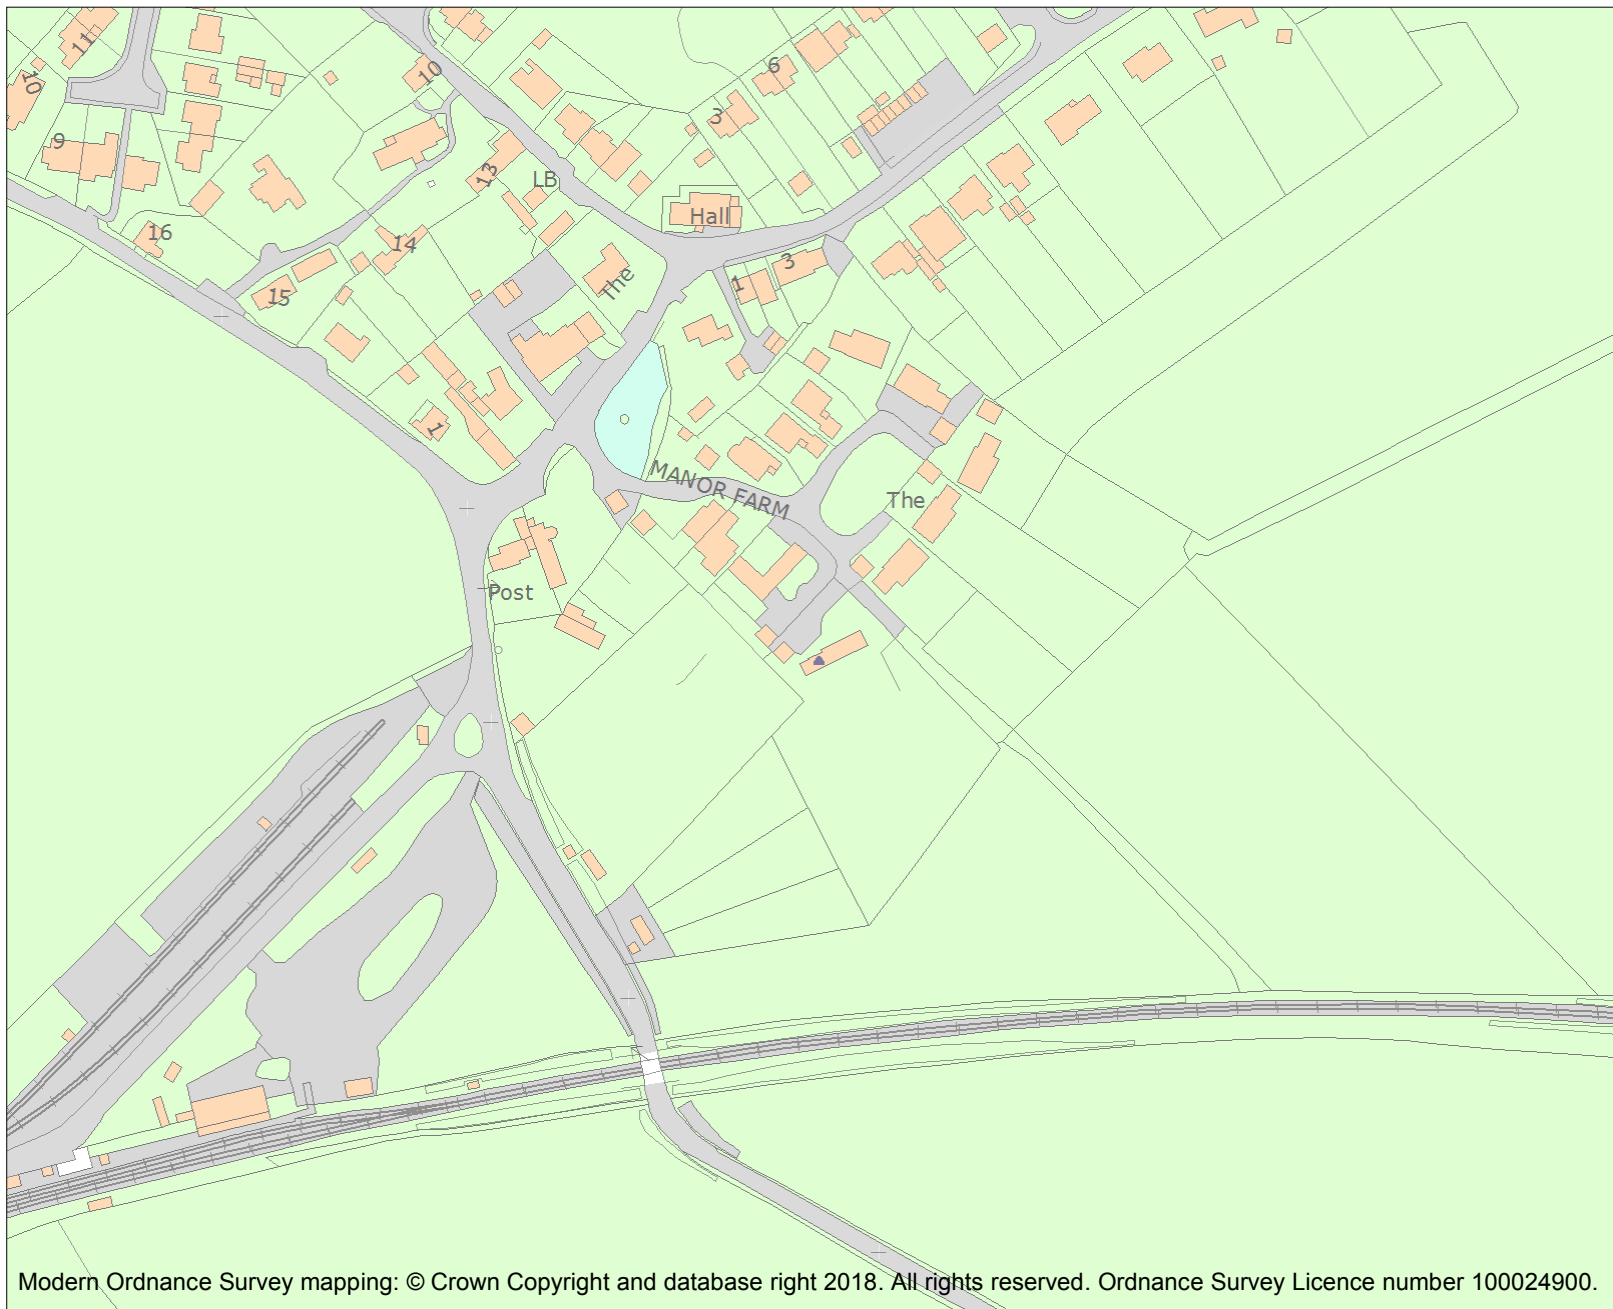 11
10
10
6
3
9
13
LB
Hall
16
14
The
1
3
15
1
MANOR FARM
The
Post
Modern Ordnance Survey mapping: © Crown Copyright and database right 2018. All rights reserved. Ordnance Survey Licence number 100024900.